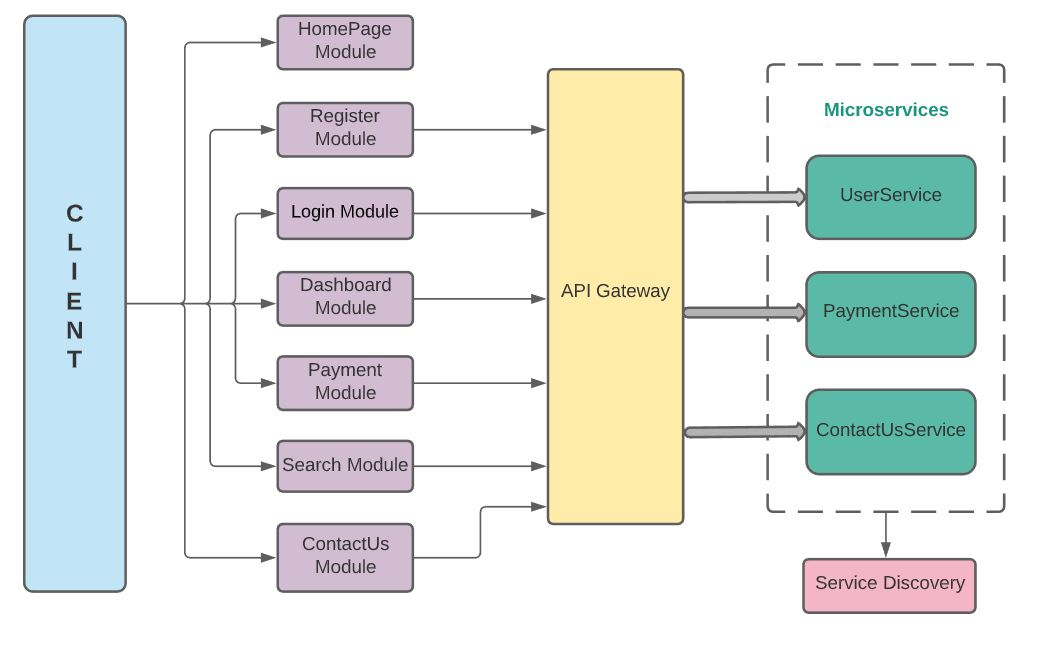 C
L
I
E
N
T
HomePage
Module
Register
Module
Login Module
Dashboard
Module
Payment
Module
Search Module
ContactUs
Module
API Gateway
Microservices
UserService
PaymentService
ContactUsService
Service Discovery